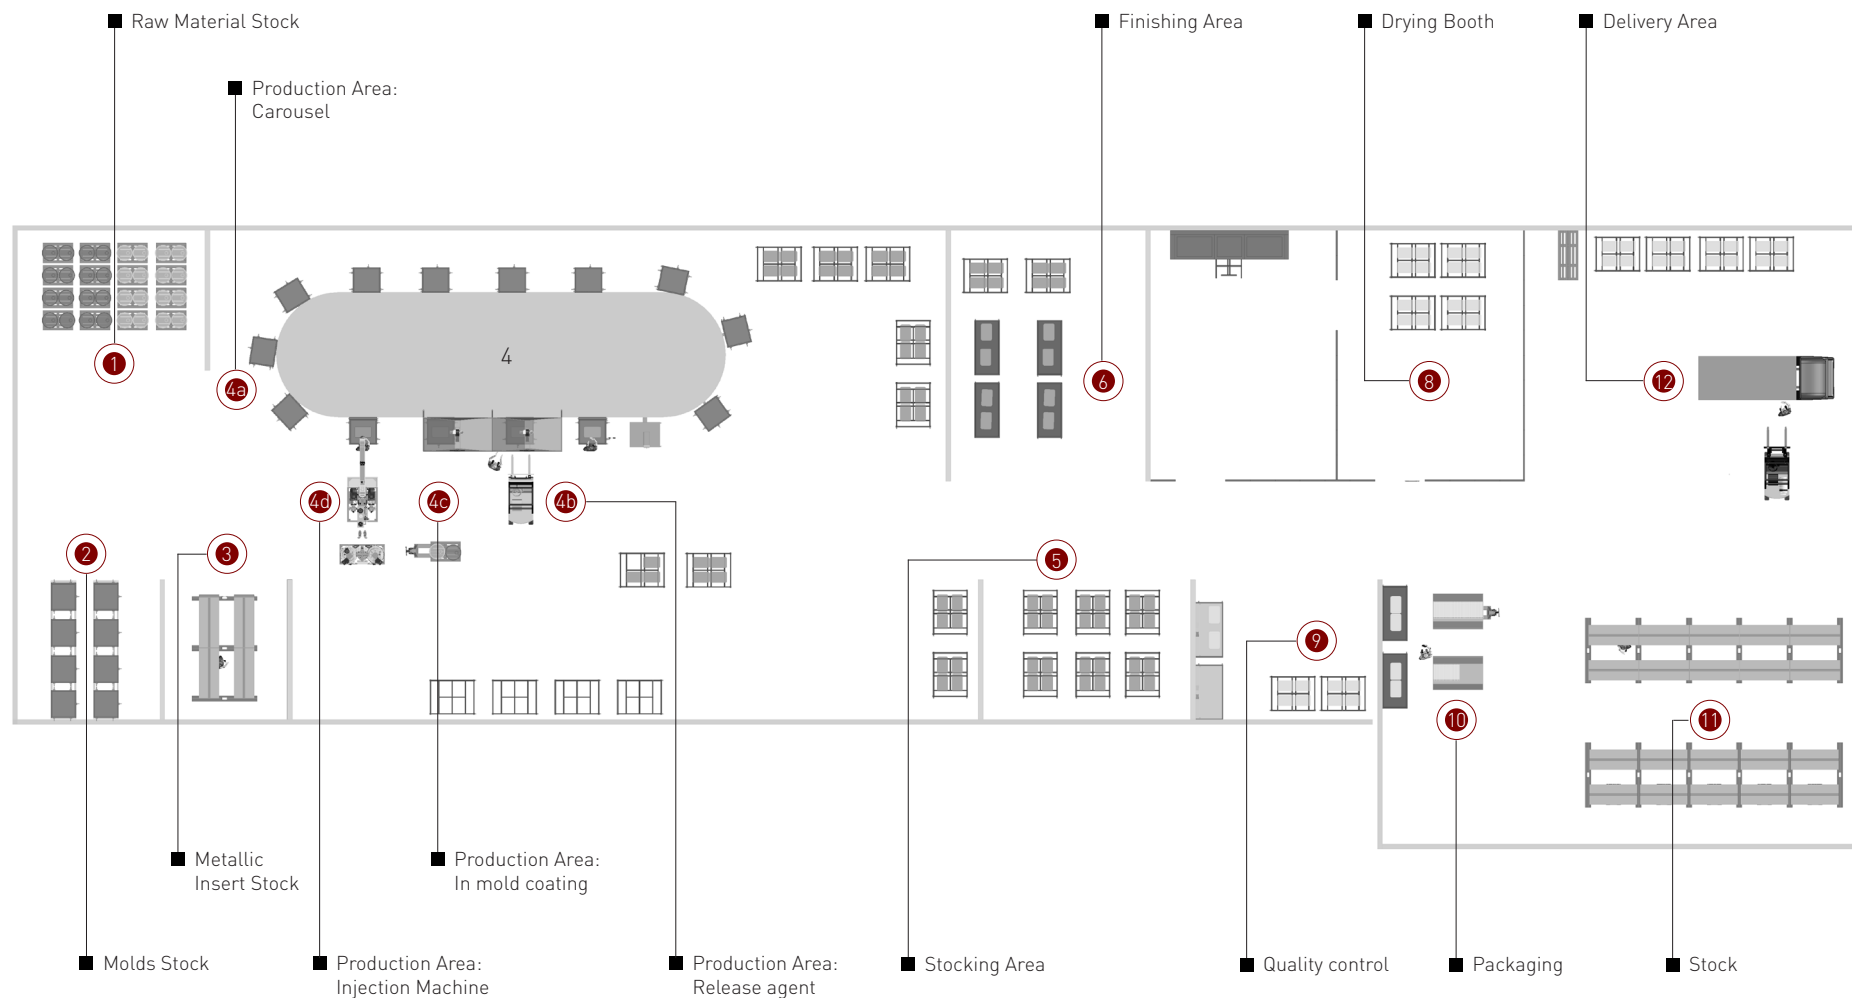 Raw Material Stock
Finishing Area
Drying Booth
Delivery Area
Production Area:
Carousel
4
1
4a
6
8
12
4d
4c
4b
2
3
5
9
10
11
Metallic
Insert Stock
Production Area:
In mold coating
Molds Stock
Production Area:
Injection Machine
Production Area:
Release agent
Stocking Area
Quality control
Packaging
Stock